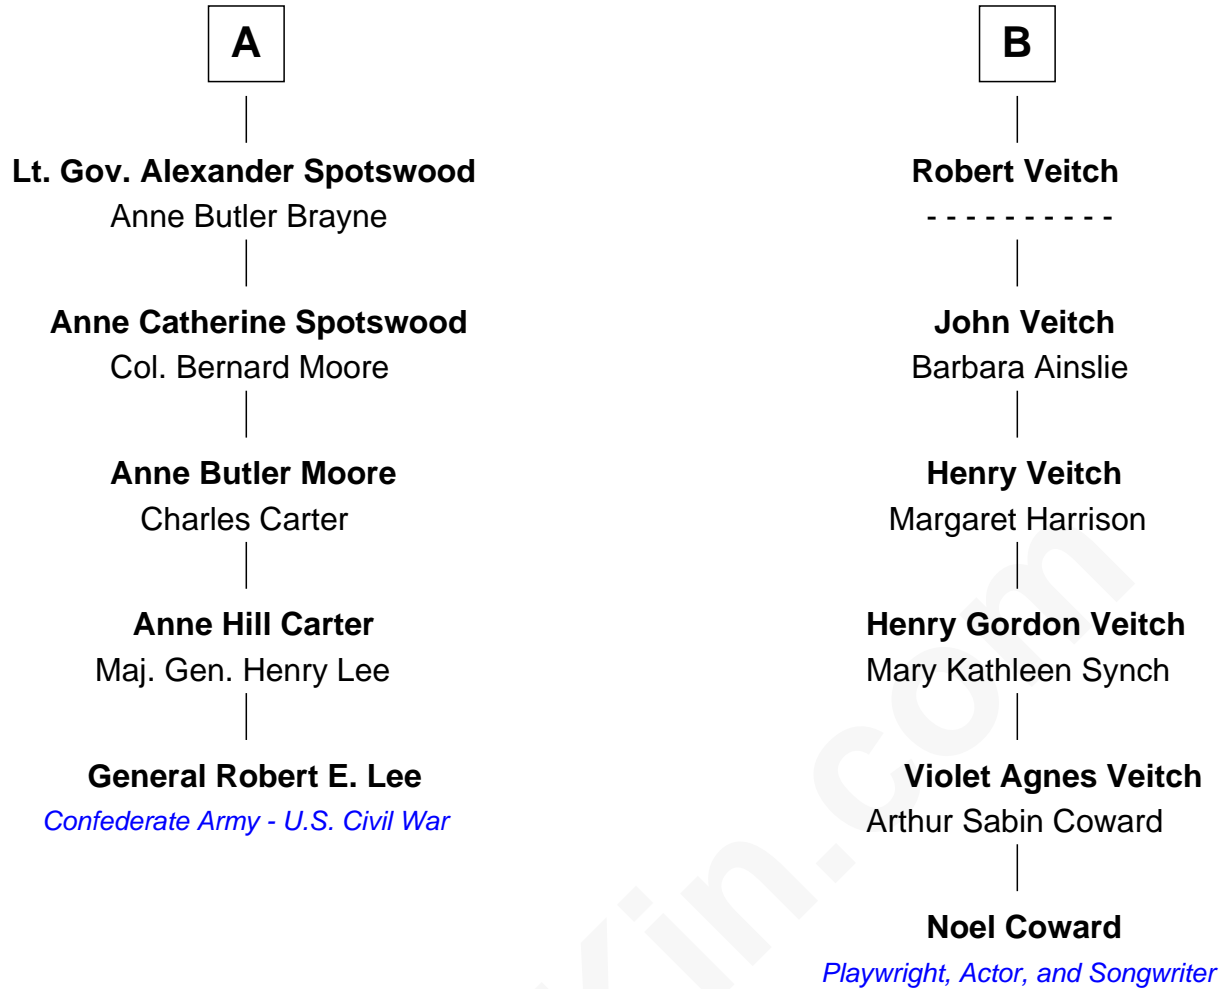 A
Lt. Gov. Alexander Spotswood
Anne Butler Brayne
Anne Catherine Spotswood
Col. Bernard Moore
Anne Butler Moore
Charles Carter
Anne Hill Carter
Maj. Gen. Henry Lee
General Robert E. Lee
Confederate Army - U.S. Civil War
B
Robert Veitch
- - - - - - - - - -
John Veitch
Barbara Ainslie
Henry Veitch
Margaret Harrison
Henry Gordon Veitch
Mary Kathleen Synch
Violet Agnes Veitch
Arthur Sabin Coward
Noel Coward
Playwright, Actor, and Songwriter